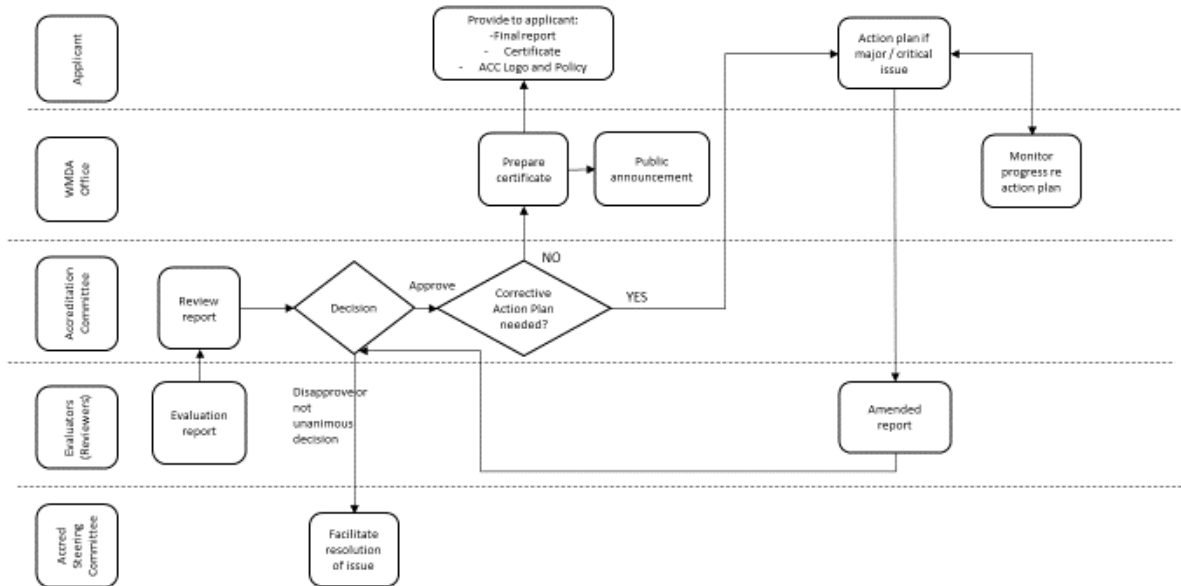 Applicant
Provide to applicant:
-Final report
- Certificate
- ACC Logo and Policy
Action plan if
major / critical
issue
WMDA
Office
Prepare
certificate
Public
announcement
Monitor
progress re
action plan
Accreditation
Committee
Review
report
Decision
Approve
Corrective
Action Plan
needed?
NO
YES
Evaluators
(Reviewers)
Evaluation
report
Disapprove or
not
unanimous
decision
Amended
report
Accred
Steering
Committee
Facilitate
resolution
of issue